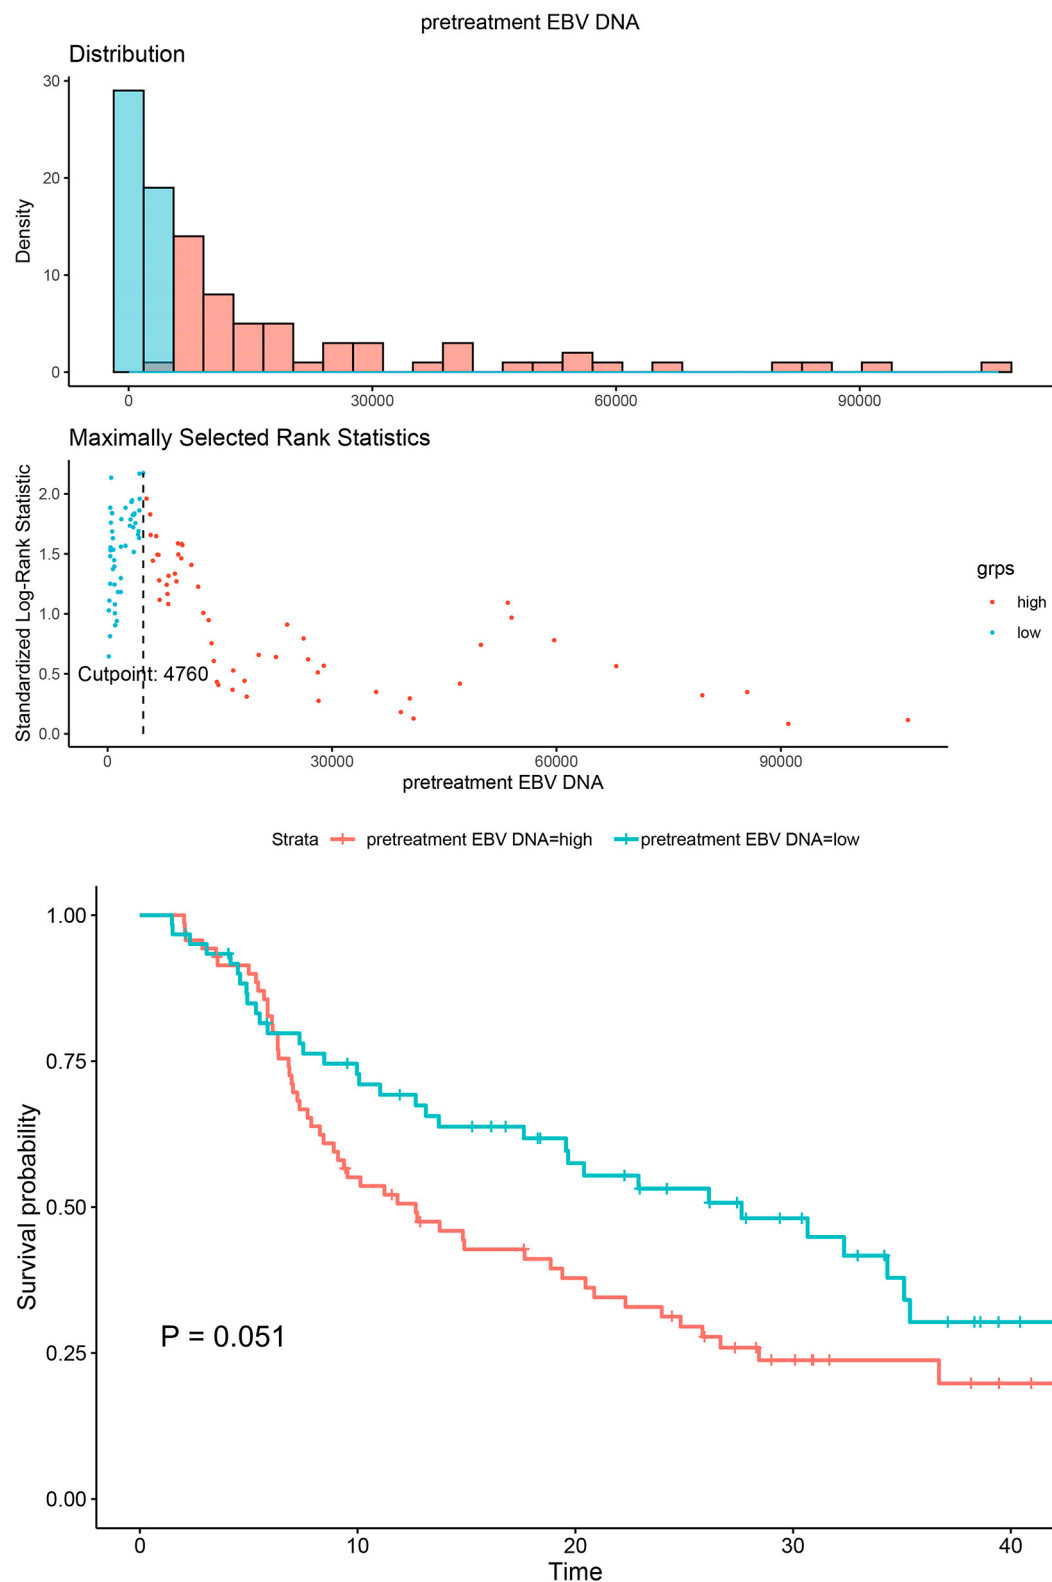 pretreatment EBV DNA
Distribution
Density
30
20
10
0
0 30000 60000 90000
Maximally Selected Rank Statistics
Standardized Log-Rank Statistic
2.0
1.5
1.0
0.5
0.0
Cutpoint: 4760
grps
high
low
0 30000 60000 90000
pretreatment EBV DNA
Strata pretreatment EBV DNA=high pretreatment EBV DNA=low
Survival probability
1.00
0.75
0.50
0.25
0.00
P = 0.051
0 10 20 30 40
Time